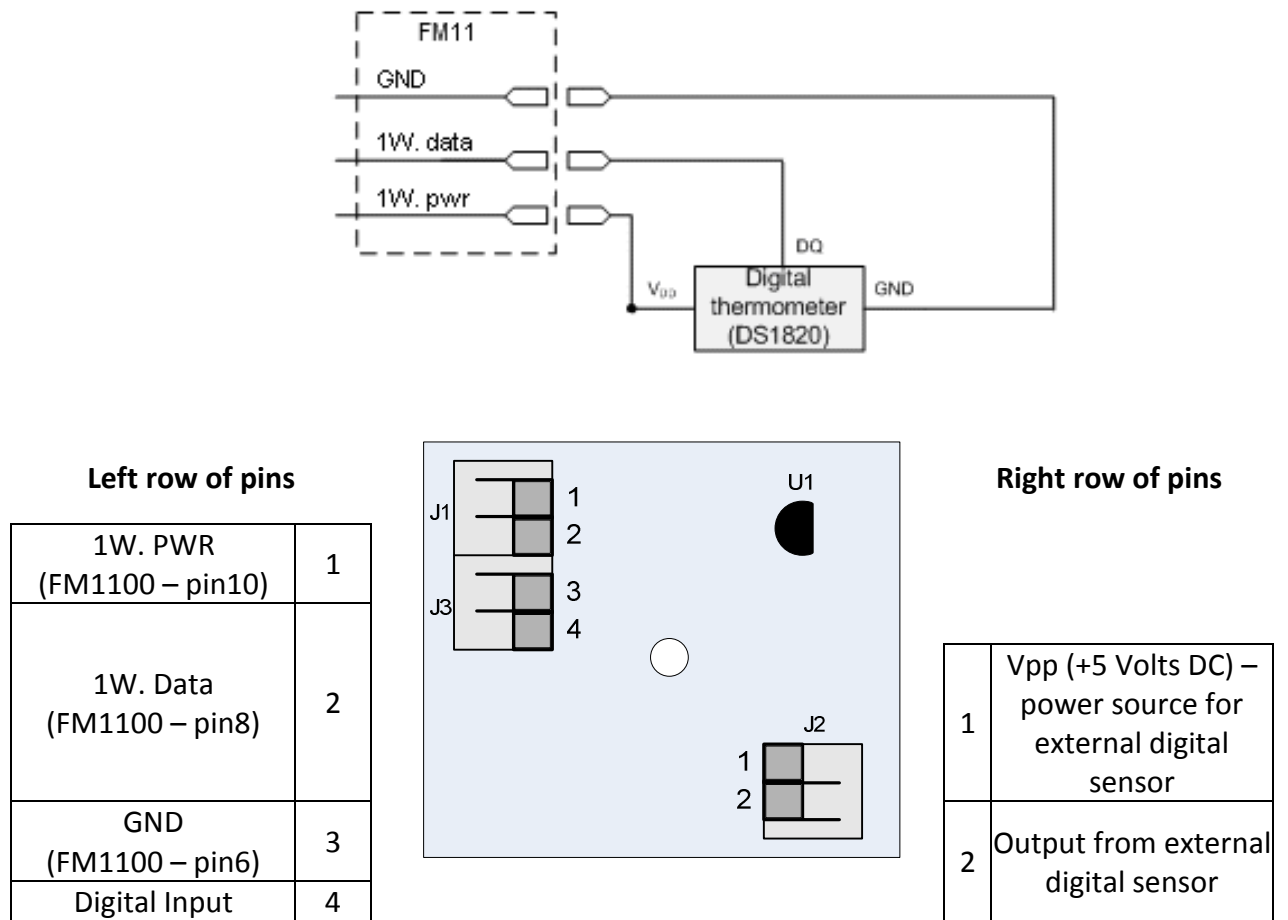 FM11
GND
1W. data
1W. pwr
DQ
VDD
Digital
thermometer
(DS1820)
GND
Left row of pins
1W. PWR
(FM1100 – pin10)
1
1W. Data
(FM1100 – pin8)
2
GND
(FM1100 – pin6)
3
Digital Input
4
J1
1
2
J3
3
4
U1
J2
1
2
Right row of pins
1
Vpp (+5 Volts DC) –
power source for
external digital
sensor
2
Output from external
digital sensor